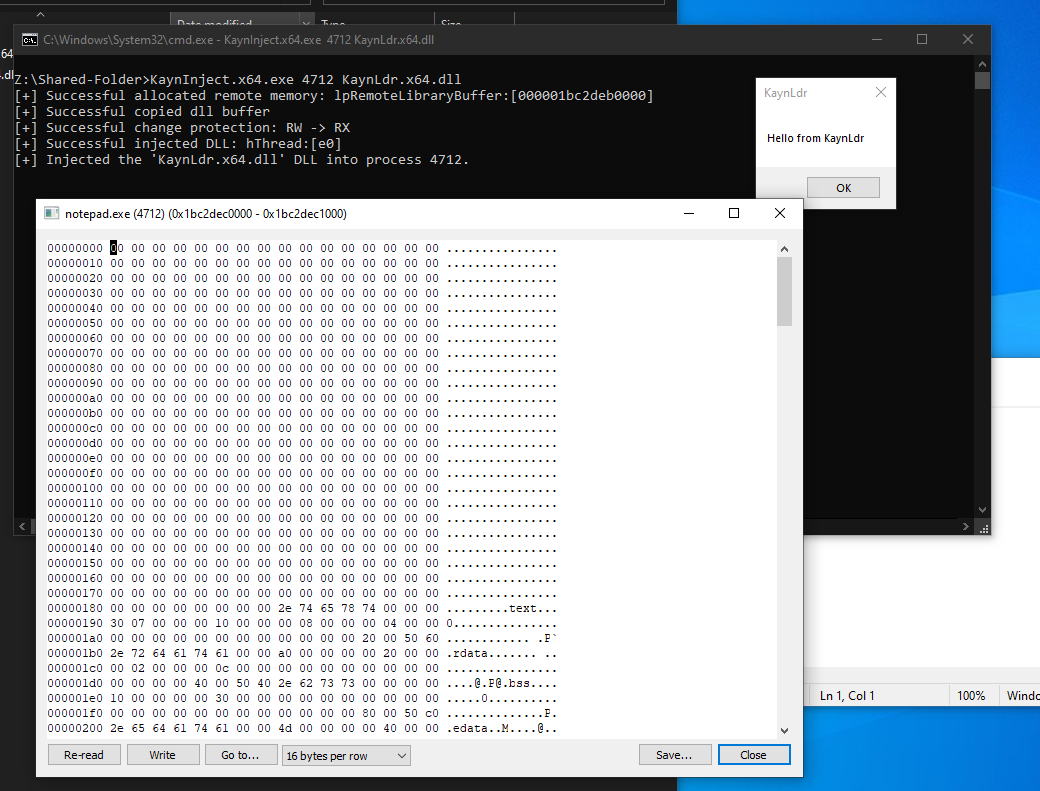 Date modified Type Size
64
.dl
C:\Windows\System32\cmd.exe - KaynInject.x64.exe 4712 KaynLdr.x64.dll
Z:\Shared-Folder>KaynInject.x64.exe 4712 KaynLdr.x64.dll
[+] Successful allocated remote memory: lpRemoteLibraryBuffer:[000001bc2deb0000]
[+] Successful copied dll buffer
[+] Successful change protection: RW -> RX
[+] Successful injected DLL: hThread:[e0]
[+] Injected the 'KaynLdr.x64.dll' DLL into process 4712.
KaynLdr
Hello from KaynLdr
OK
notepad.exe (4712) (0x1bc2dec0000 - 0x1bc2dec1000)
00000000 00 00 00 00 00 00 00 00 00 00 00 00 00 00 00 00 ................
00000010 00 00 00 00 00 00 00 00 00 00 00 00 00 00 00 00 ................
00000020 00 00 00 00 00 00 00 00 00 00 00 00 00 00 00 00 ................
00000030 00 00 00 00 00 00 00 00 00 00 00 00 00 00 00 00 ................
00000040 00 00 00 00 00 00 00 00 00 00 00 00 00 00 00 00 ................
00000050 00 00 00 00 00 00 00 00 00 00 00 00 00 00 00 00 ................
00000060 00 00 00 00 00 00 00 00 00 00 00 00 00 00 00 00 ................
00000070 00 00 00 00 00 00 00 00 00 00 00 00 00 00 00 00 ................
00000080 00 00 00 00 00 00 00 00 00 00 00 00 00 00 00 00 ................
00000090 00 00 00 00 00 00 00 00 00 00 00 00 00 00 00 00 ................
000000a0 00 00 00 00 00 00 00 00 00 00 00 00 00 00 00 00 ................
000000b0 00 00 00 00 00 00 00 00 00 00 00 00 00 00 00 00 ................
000000c0 00 00 00 00 00 00 00 00 00 00 00 00 00 00 00 00 ................
000000d0 00 00 00 00 00 00 00 00 00 00 00 00 00 00 00 00 ................
000000e0 00 00 00 00 00 00 00 00 00 00 00 00 00 00 00 00 ................
000000f0 00 00 00 00 00 00 00 00 00 00 00 00 00 00 00 00 ................
00000100 00 00 00 00 00 00 00 00 00 00 00 00 00 00 00 00 ................
00000110 00 00 00 00 00 00 00 00 00 00 00 00 00 00 00 00 ................
00000120 00 00 00 00 00 00 00 00 00 00 00 00 00 00 00 00 ................
00000130 00 00 00 00 00 00 00 00 00 00 00 00 00 00 00 00 ................
00000140 00 00 00 00 00 00 00 00 00 00 00 00 00 00 00 00 ................
00000150 00 00 00 00 00 00 00 00 00 00 00 00 00 00 00 00 ................
00000160 00 00 00 00 00 00 00 00 00 00 00 00 00 00 00 00 ................
00000170 00 00 00 00 00 00 00 00 00 00 00 00 00 00 00 00 ................
00000180 00 00 00 00 00 00 00 00 2e 74 65 78 74 00 00 00 .........text...
00000190 30 07 00 00 00 10 00 00 00 08 00 00 00 04 00 00 0...............
000001a0 00 00 00 00 00 00 00 00 00 00 00 00 20 00 50 60 ............ .P`
000001b0 2e 72 64 61 74 61 00 00 a0 00 00 00 00 20 00 00 .rdata....... ..
000001c0 00 02 00 00 00 0c 00 00 00 00 00 00 00 00 00 00 ................
000001d0 00 00 00 00 40 00 50 40 2e 62 73 73 00 00 00 00 ....@.P@.bss....
000001e0 10 00 00 00 00 30 00 00 00 00 00 00 00 00 00 00 .....0..........
000001f0 00 00 00 00 00 00 00 00 00 00 00 00 80 00 50 c0 ..............P.
00000200 2e 65 64 61 74 61 00 00 4d 00 00 00 00 40 00 00 .edata..M....@..
Re-read Write Go to... 16 bytes per row Save... Close
Ln 1, Col 1 100% Windo